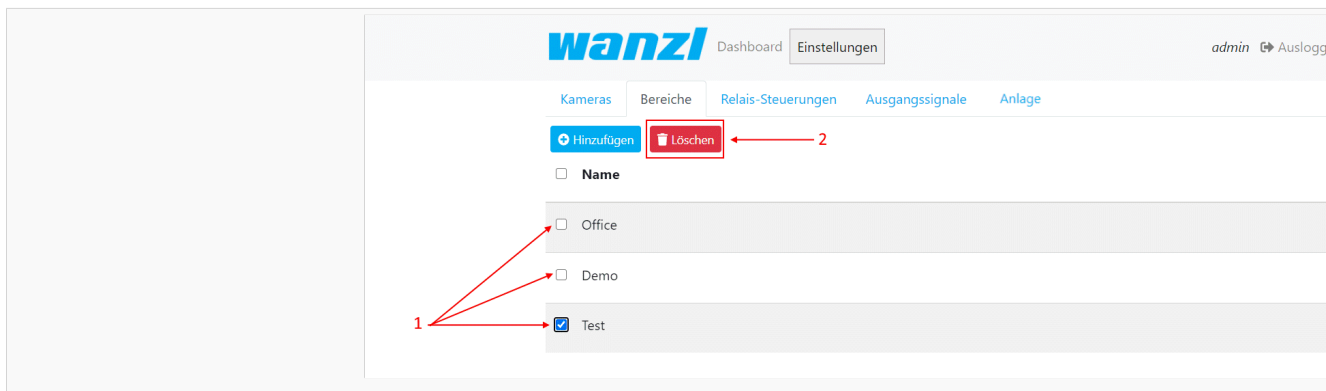 wanzl Dashboard Einstellungen admin Auslogg
Kameras Bereiche Relais-Steuerungen Ausgangssignale Anlage
Hinzufügen Löschen 2
Name
Office
Demo
1 Test